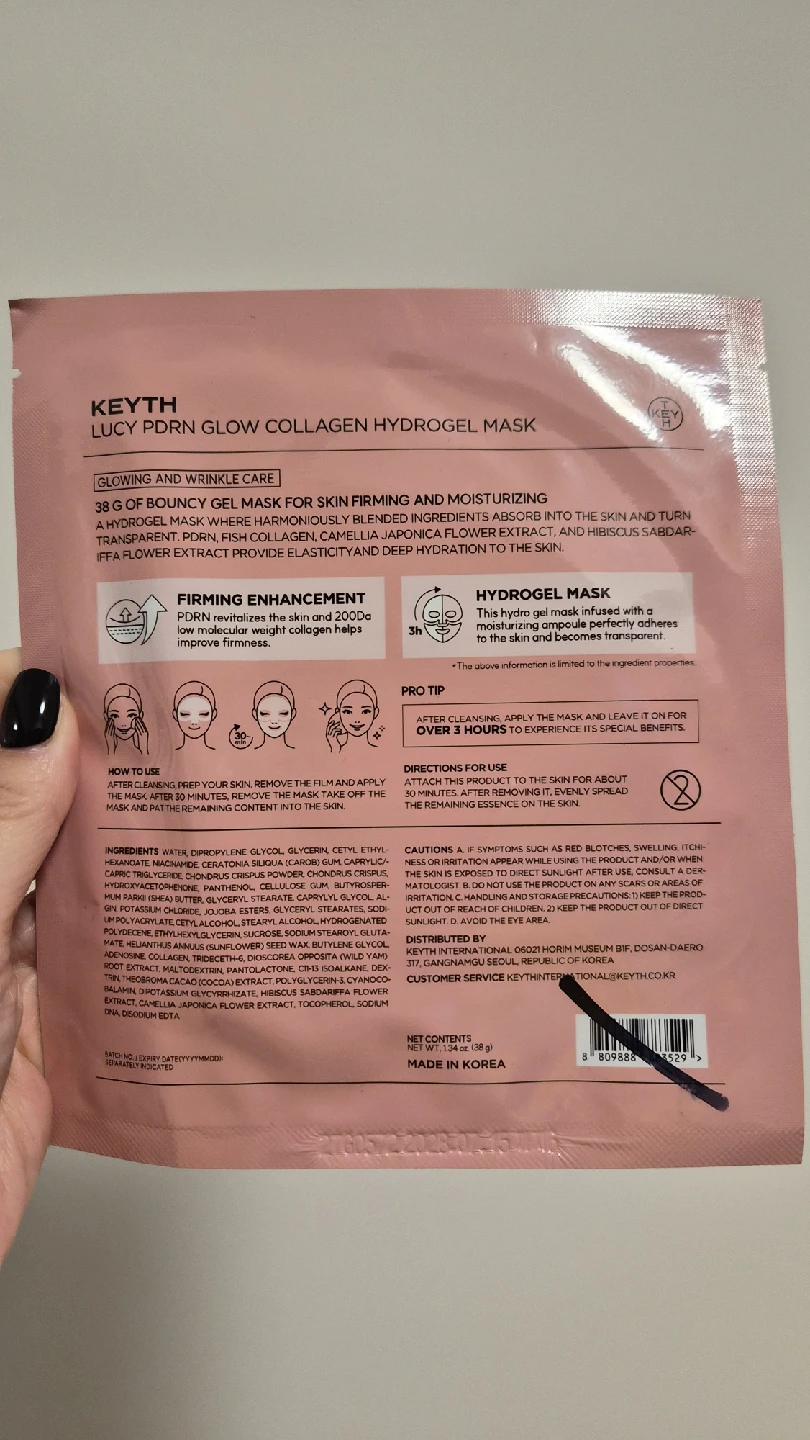 KEYTH
LUCY PDRN GLOW COLLAGEN HYDROGEL MASK
T
KEY
H
GLOWING AND WRINKLE CARE
38 G OF BOUNCY GEL MASK FOR SKIN FIRMING AND MOISTURIZING
A HYDROGEL MASK WHERE HARMONIOUSLY BLENDED INGREDIENTS ABSORB INTO THE SKIN AND TURN
TRANSPARENT. PDRN, FISH COLLAGEN, CAMELLIA JAPONICA FLOWER EXTRACT, AND HIBISCUS SABDAR-
IFFA FLOWER EXTRACT PROVIDE ELASTICITYAND DEEP HYDRATION TO THE SKIN.
FIRMING ENHANCEMENT
PDRN revitalizes the skin and 200Da
low molecular weight collagen helps
improve firmness.
3h
HYDROGEL MASK
This hydro gel mask infused with a
moisturizing ampoule perfectly adheres
to the skin and becomes transparent.
*The above information is limited to the ingredient properties.
30
min
HOW TO USE
AFTER CLEANSING, PREP YOUR SKIN, REMOVE THE FILM AND APPLY
THE MASK. AFTER 30 MINUTES, REMOVE THE MASK TAKE OFF THE
MASK AND PAT THE REMAINING CONTENT INTO THE SKIN.
PRO TIP
AFTER CLEANSING, APPLY THE MASK AND LEAVE IT ON FOR
OVER 3 HOURS TO EXPERIENCE ITS SPECIAL BENEFITS.
DIRECTIONS FOR USE
ATTACH THIS PRODUCT TO THE SKIN FOR ABOUT
30 MINUTES. AFTER REMOVING IT, EVENLY SPREAD
THE REMAINING ESSENCE ON THE SKIN.
2
INGREDIENTS WATER, DIPROPYLENE GLYCOL, GLYCERIN, CETYL ETHYL-
HEXANOATE, NIACINAMIDE, CERATONIA SILIQUA (CAROB) GUM, CAPRYLIC/-
CAPRIC TRIGLYCERIDE, CHONDRUS CRISPUS POWDER, CHONDRUS CRISPUS,
HYDROXYACETOPHENONE, PANTHENOL, CELLULOSE GUM, BUTYROSPER-
MUM PARKII (SHEA) BUTTER, GLYCERYL STEARATE, CAPRYLYL GLYCOL, AL-
GIN, POTASSIUM CHLORIDE, JOJOBA ESTERS, GLYCERYL STEARATES, SODI-
UM POLYACRYLATE, CETYL ALCOHOL, STEARYL ALCOHOL, HYDROGENATED
POLYDECENE, ETHYLHEXYLGLYCERIN, SUCROSE, SODIUM STEAROYL GLUTA-
MATE, HELIANTHUS ANNUUS (SUNFLOWER) SEED WAX, BUTYLENE GLYCOL,
ADENOSINE, COLLAGEN, TRIDECETH-6, DIOSCOREA OPPOSITA (WILD YAM)
ROOT EXTRACT, MALTODEXTRIN, PANTOLACTONE, C11-13 ISOALKANE, DEX-
TRIN, THEOBROMA CACAO (COCOA) EXTRACT, POLYGLYCERIN-3, CYANOCO-
BALAMIN, DIPOTASSIUM GLYCYRRHIZATE, HIBISCUS SABDARIFFA FLOWER
EXTRACT, CAMELLIA JAPONICA FLOWER EXTRACT, TOCOPHEROL, SODIUM
DNA, DISODIUM EDTA
BATCH NO. / EXPIRY DATE(YYYYMMDD):
SEPARATELY INDICATED
CAUTIONS A. IF SYMPTOMS SUCH AS RED BLOTCHES, SWELLING, ITCHI-
NESS OR IRRITATION APPEAR WHILE USING THE PRODUCT AND/OR WHEN
THE SKIN IS EXPOSED TO DIRECT SUNLIGHT AFTER USE, CONSULT A DER-
MATOLOGIST. B. DO NOT USE THE PRODUCT ON ANY SCARS OR AREAS OF
IRRITATION. C. HANDLING AND STORAGE PRECAUTIONS: 1) KEEP THE PROD-
UCT OUT OF REACH OF CHILDREN. 2) KEEP THE PRODUCT OUT OF DIRECT
SUNLIGHT. D. AVOID THE EYE AREA.
DISTRIBUTED BY
KEYTH INTERNATIONAL 06021 HORIM MUSEUM B1F, DOSAN-DAERO
317, GANGNAMGU SEOUL, REPUBLIC OF KOREA
CUSTOMER SERVICE KEYTHINTERNATIONAL@KEYTH.CO.KR
NET CONTENTS
NET WT. 1.34 oz. (38 g)
MADE IN KOREA
8 809888 3529 >